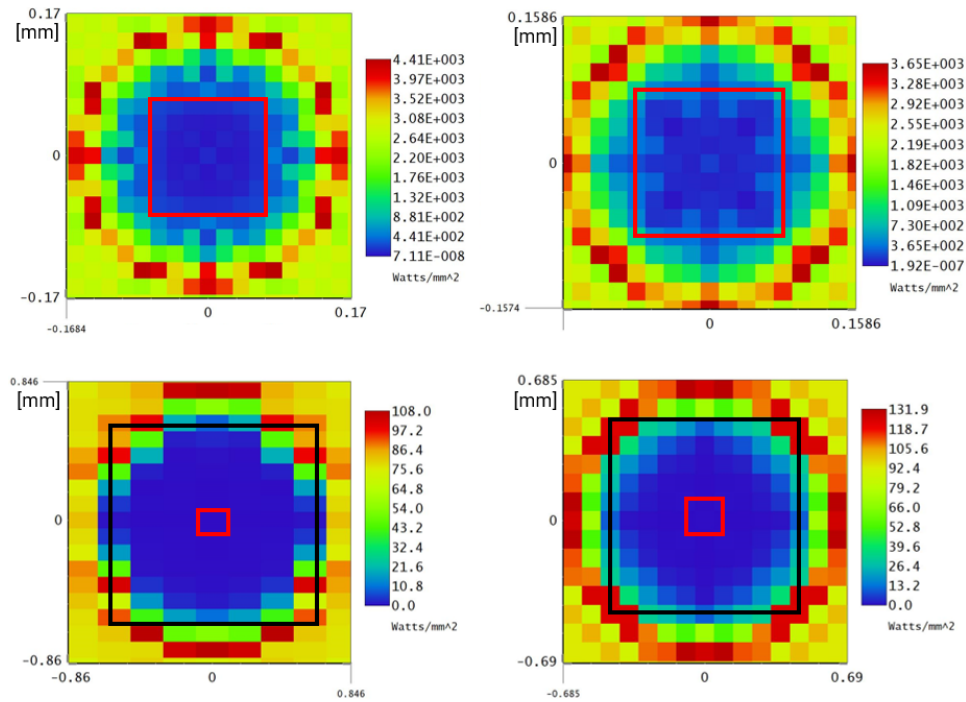 0.17
[mm]
0
-0.17
-0.1684
0
0.17
4.41E+003
3.97E+003
3.52E+003
3.08E+003
2.64E+003
2.20E+003
1.76E+003
1.32E+003
8.81E+002
4.41E+002
7.11E-008
Watts/mm^2
0.1586
[mm]
0
-0.1574
0
0.1586
3.65E+003
3.28E+003
2.92E+003
2.55E+003
2.19E+003
1.46E+003
1.09E+003
7.30E+002
3.65E+002
1.92E-007
Watts/mm^2
0.846
[mm]
0
-0.86
-0.86
0
0.846
108.0
97.2
86.4
75.6
64.8
54.0
43.2
32.4
21.6
10.8
0.0
Watts/mm^2
0.685
[mm]
0
-0.69
-0.685
0
0.69
131.9
118.7
105.6
92.4
79.2
66.0
52.8
39.6
26.4
13.2
0.0
Watts/mm^2